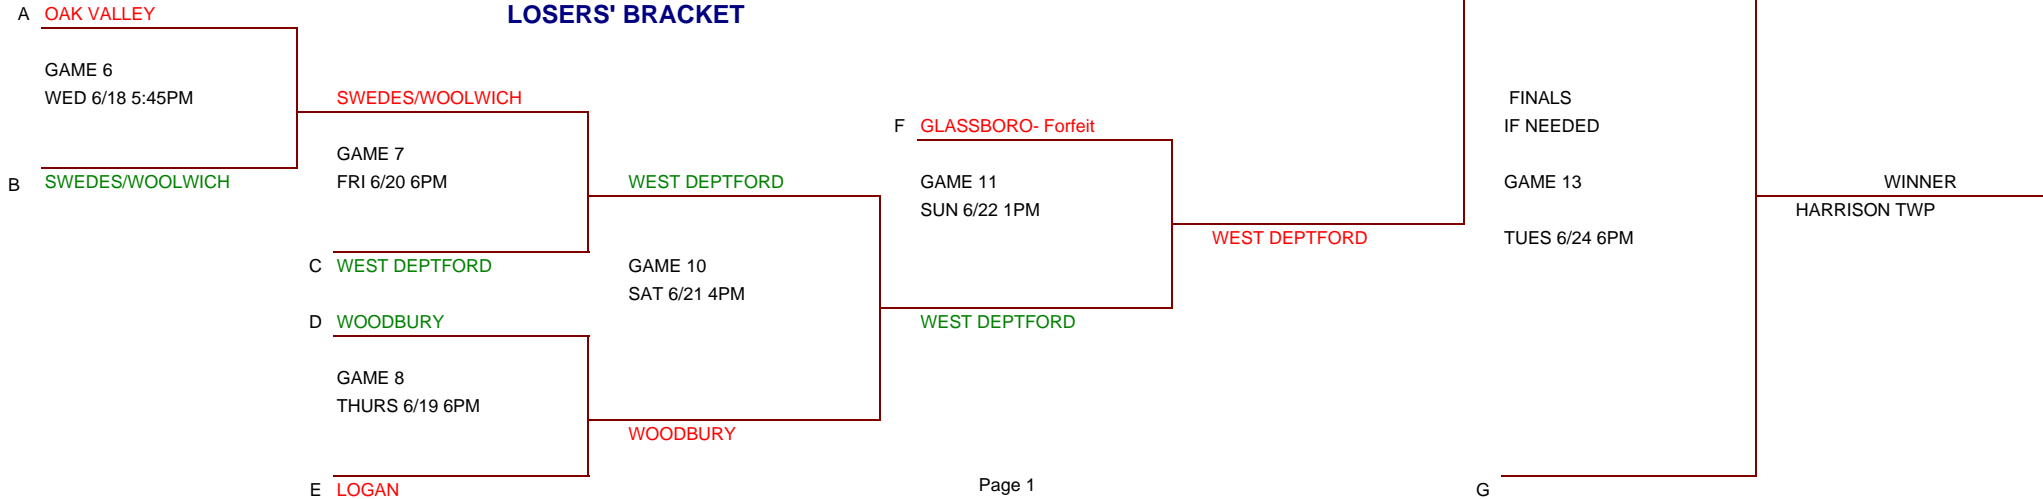 A OAK VALLEY
LOSERS' BRACKET
GAME 6
WED 6/18 5:45PM
SWEDES/WOOLWICH
FINALS
F GLASSBORO- Forfeit
IF NEEDED
GAME 7
B SWEDES/WOOLWICH
FRI 6/20 6PM
WEST DEPTFORD
GAME 11
GAME 13
WINNER
SUN 6/22 1PM
HARRISON TWP
WEST DEPTFORD
TUES 6/24 6PM
C WEST DEPTFORD
GAME 10
SAT 6/21 4PM
D WOODBURY
WEST DEPTFORD
GAME 8
THURS 6/19 6PM
WOODBURY
E LOGAN
Page 1
G